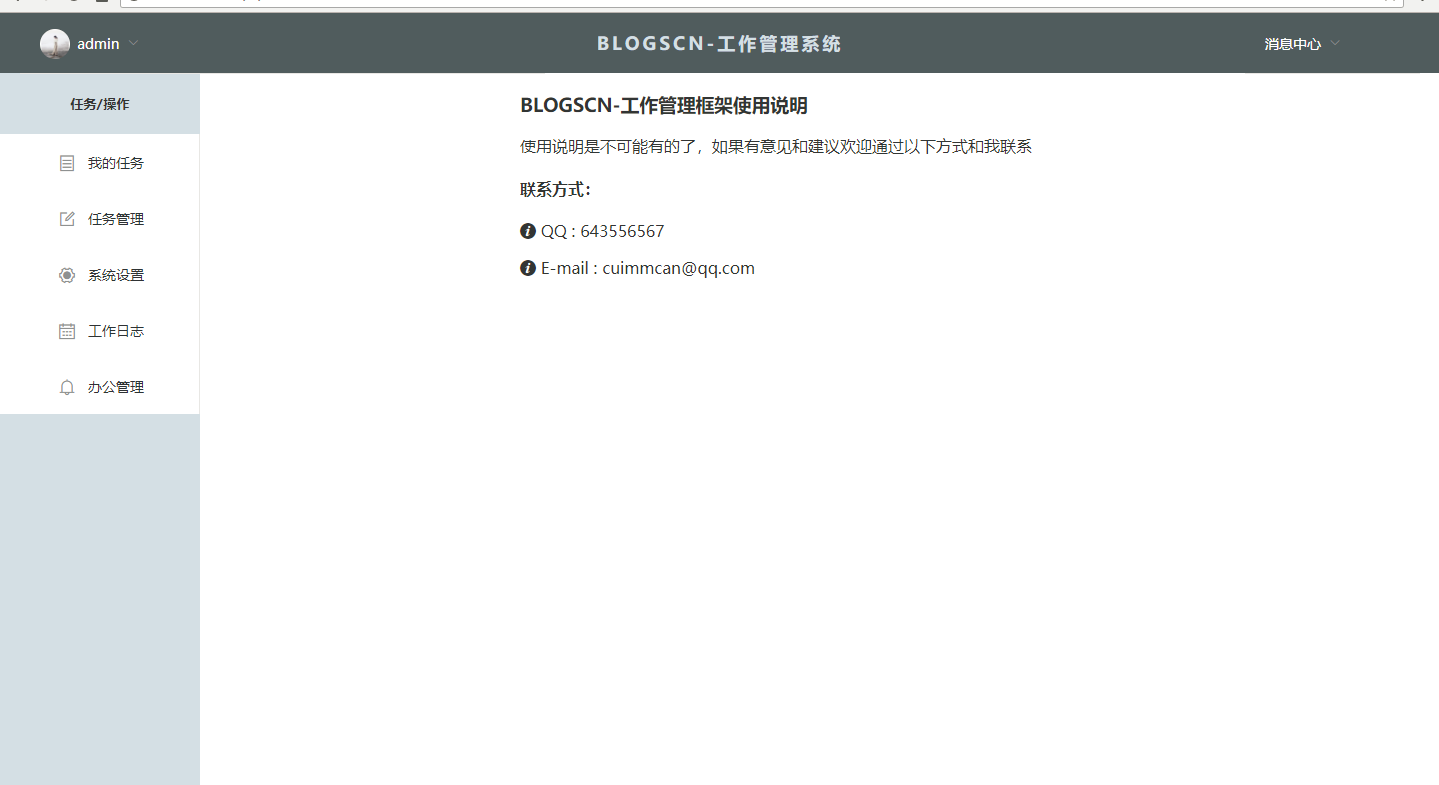 admin
BLOGSCN-工作管理系统
消息中心
任务/操作
我的任务
任务管理
系统设置
工作日志
办公管理
BLOGSCN-工作管理框架使用说明
使用说明是不可能有的了，如果有意见和建议欢迎通过以下方式和我联系
联系方式：
QQ : 643556567
E-mail : cuimmcan@qq.com